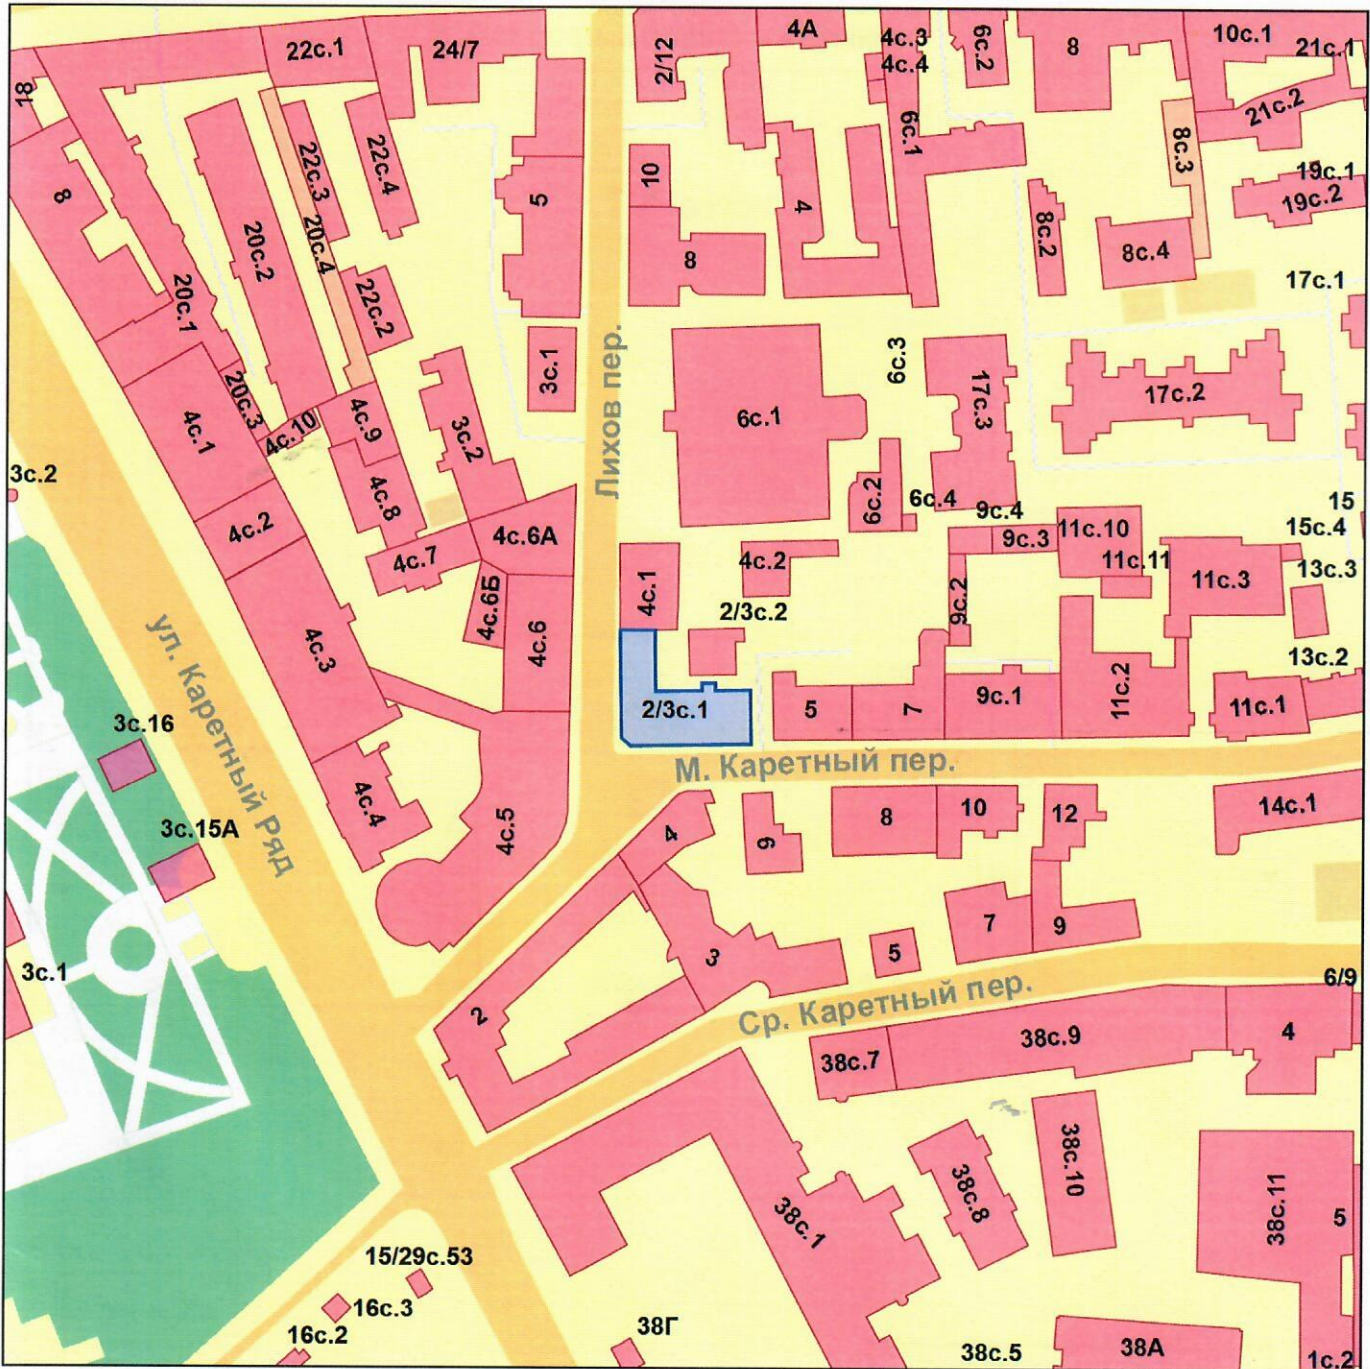 22с.1
24/7
2/12
4А
4с.3
4с.4
6с.2
8
10с.1
21с.1
18
21с.2
22с.3
22с.4
6с.1
8с.3
8
5
10
4
19с.1
19с.2
20с.4
20с.2
8с.2
8с.4
8
20с.1
22с.2
17с.1
3с.1
Лихов пер.
6с.3
17с.3
17с.2
20с.3
4с.1
4с.10
4с.9
3с.2
6с.1
3с.2
4с.8
6с.2
6с.4
9с.4
15
4с.2
4с.6А
9с.3
11с.10
15с.4
4с.7
4с.2
11с.11
11с.3
13с.3
4с.6Б
4с.1
2/3с.2
9с.2
ул. Каретный Ряд
4с.3
4с.6
13с.2
2/3с.1
5
7
9с.1
11с.2
11с.1
3с.16
М. Каретный пер.
4с.4
4с.5
3с.15А
4
6
8
10
12
14с.1
7
9
3с.1
3
5
6/9
2
Ср. Каретный пер.
38с.7
38с.9
4
38с.8
38с.10
38с.11
5
38с.1
15/29с.53
16с.3
16с.2
38Г
38с.5
38А
1с.2